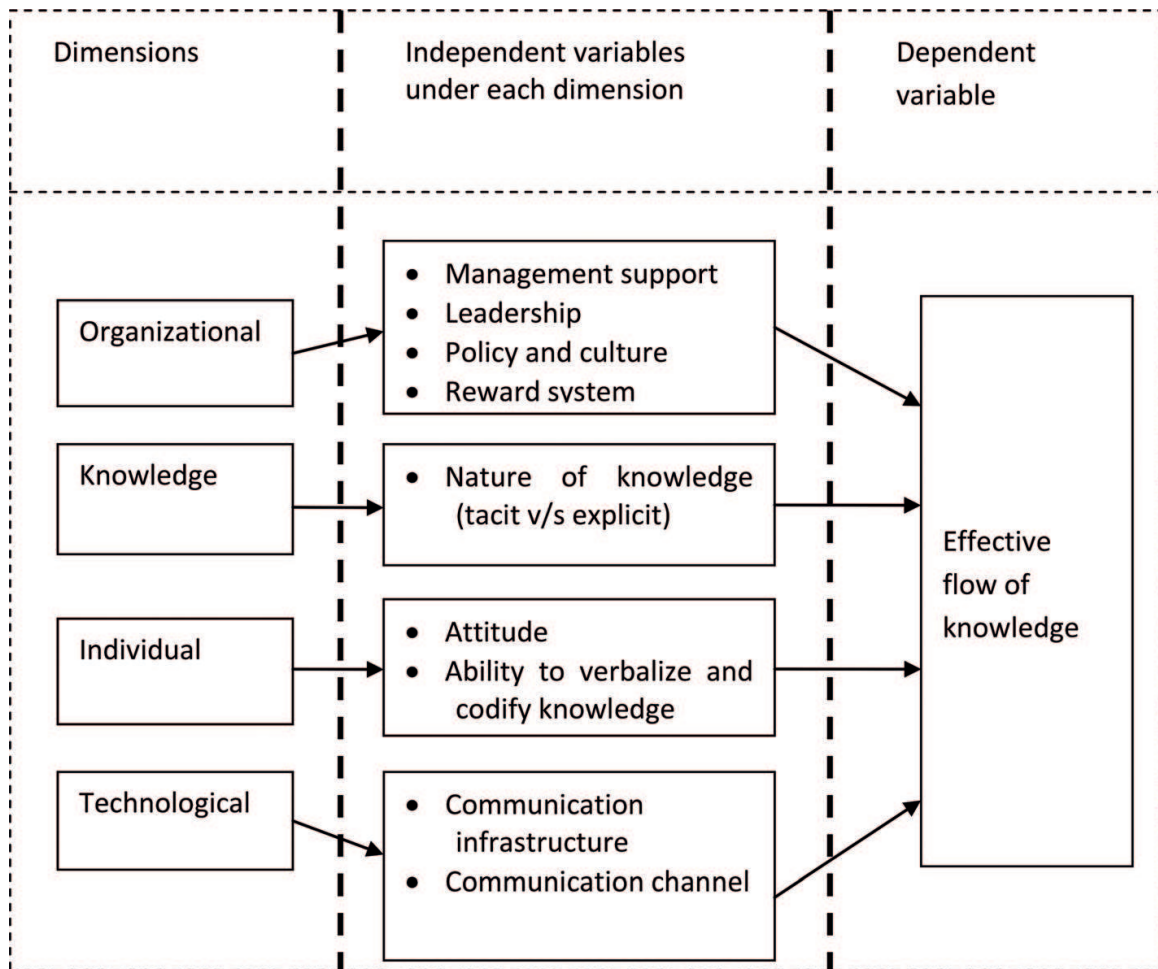 Dimensions
Independent variables
under each dimension
Dependent
variable
Organizational
• Management support
• Leadership
• Policy and culture
• Reward system
Knowledge
• Nature of knowledge
(tacit v/s explicit)
Individual
• Attitude
• Ability to verbalize and
codify knowledge
Technological
• Communication
infrastructure
• Communication channel
Effective
flow of
knowledge